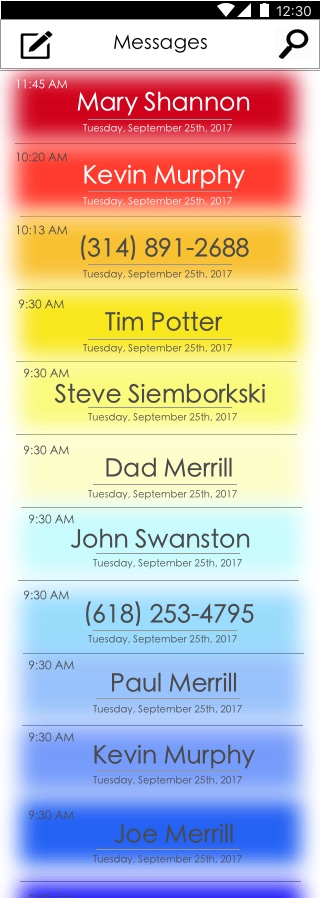 12:30
Messages
11:45 AM
Mary Shannon
Tuesday, September 25th, 2017
10:20 AM
Kevin Murphy
Tuesday, September 25th, 2017
10:13 AM
(314) 891-2688
Tuesday, September 25th, 2017
9:30 AM
Tim Potter
Tuesday, September 25th, 2017
9:30 AM
Steve Siemborkski
Tuesday, September 25th, 2017
9:30 AM
Dad Merrill
Tuesday, September 25th, 2017
9:30 AM
John Swanston
Tuesday, September 25th, 2017
9:30 AM
(618) 253-4795
Tuesday, September 25th, 2017
9:30 AM
Paul Merrill
Tuesday, September 25th, 2017
9:30 AM
Kevin Murphy
Tuesday, September 25th, 2017
9:30 AM
Joe Merrill
Tuesday, September 25th, 2017